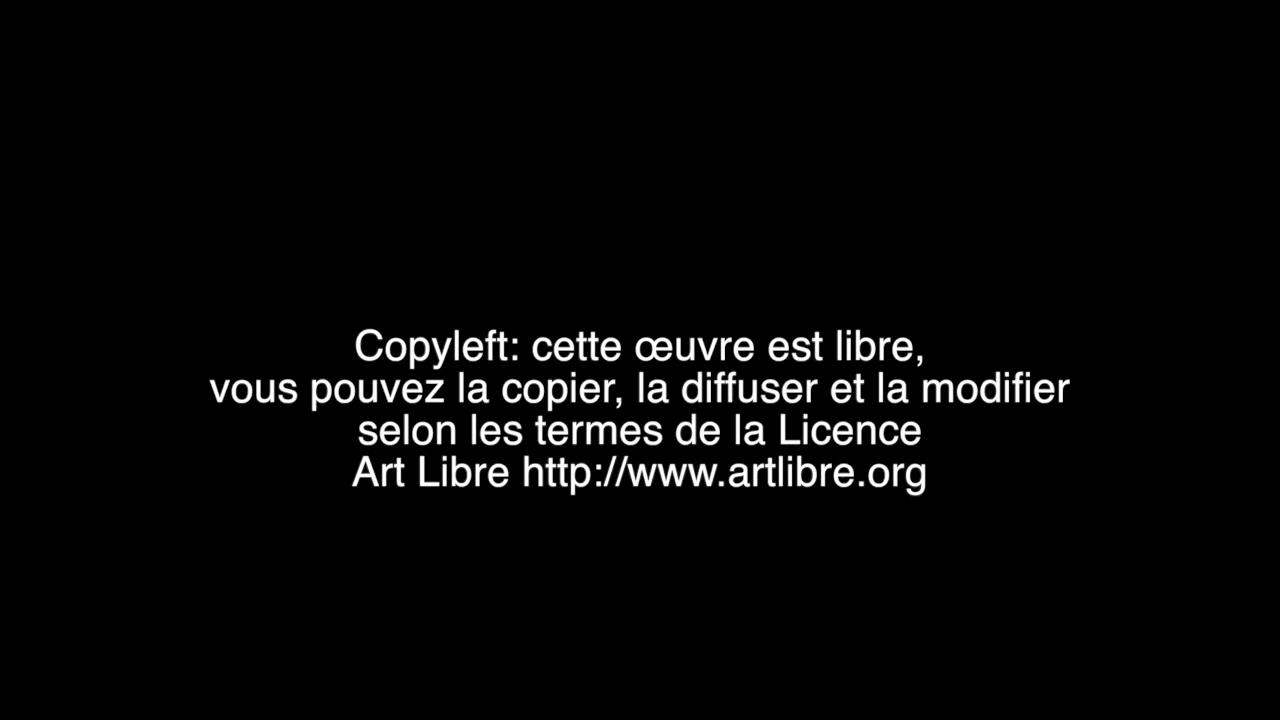 Copyleft: cette œuvre est libre,
vous pouvez la copier, la diffuser et la modifier
selon les termes de la Licence
Art Libre http://www.artlibre.org